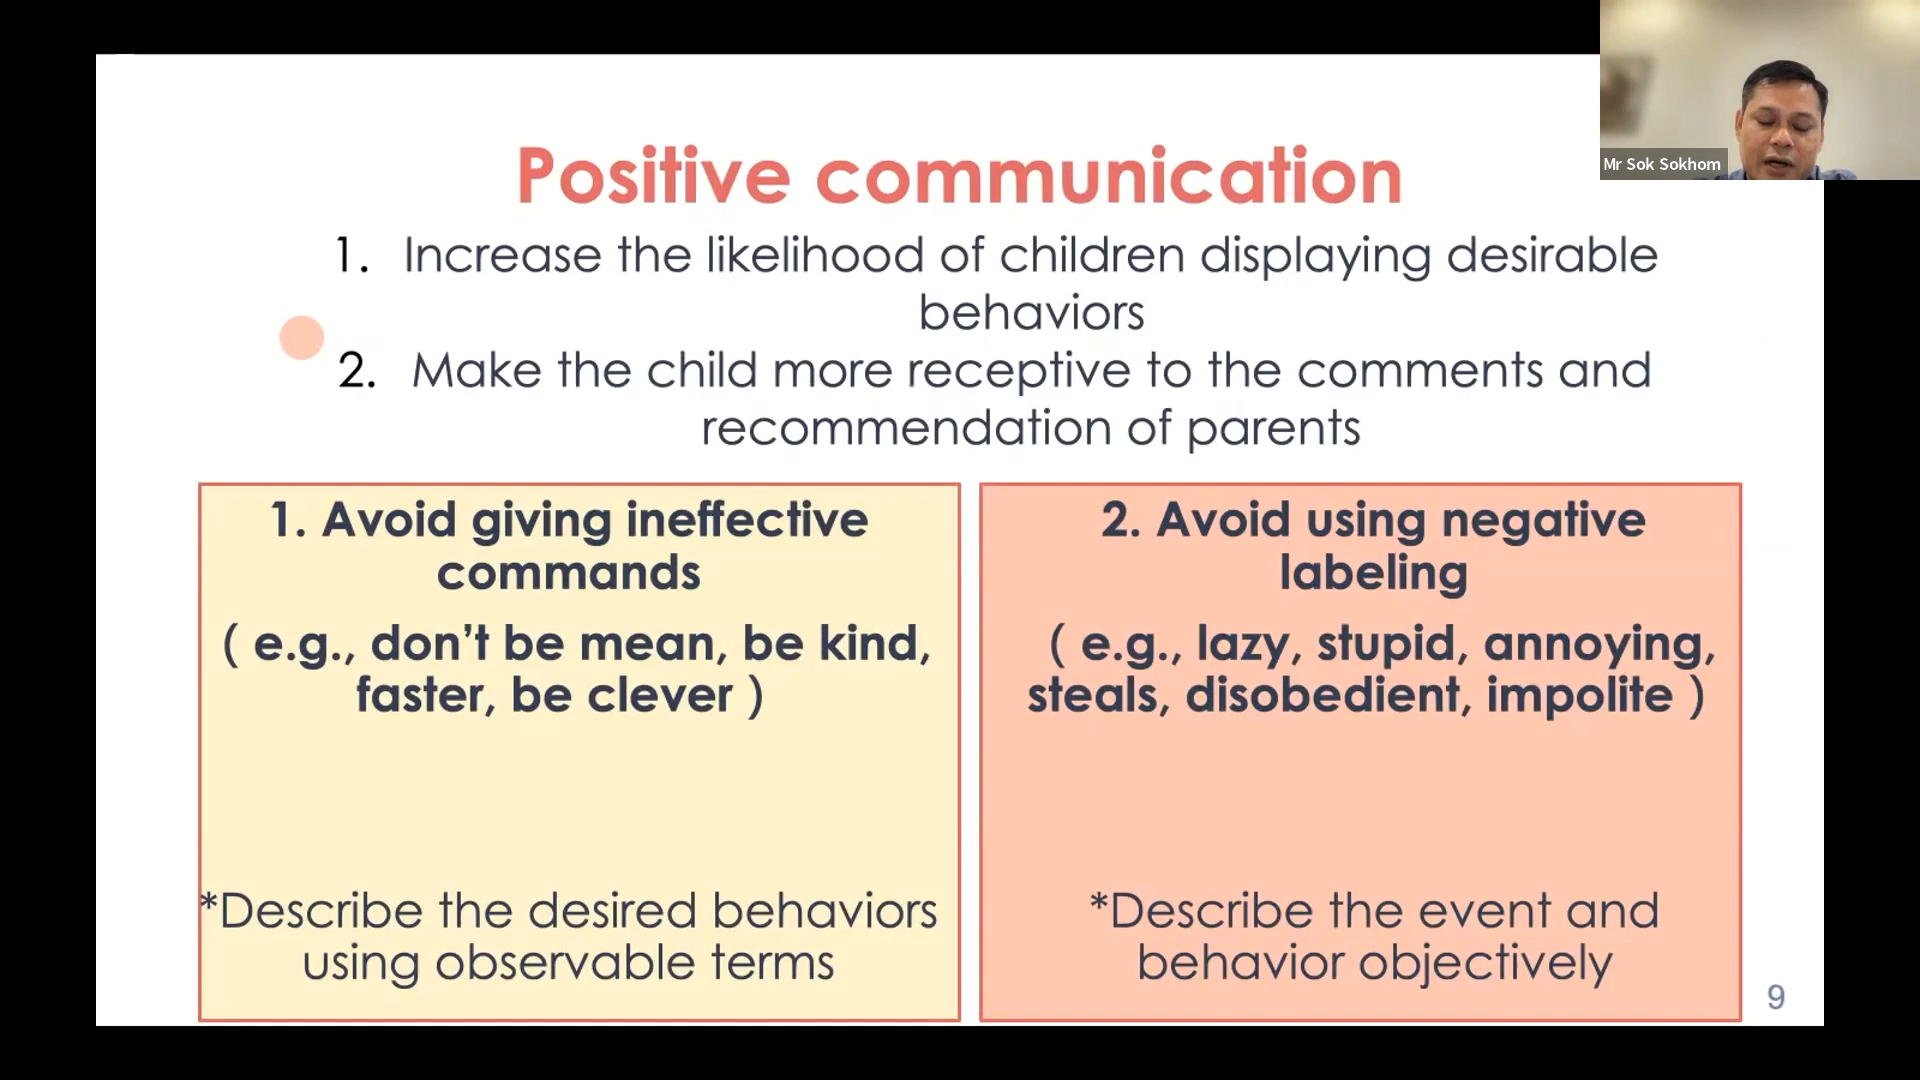 Mr Sok Sokhom
Positive communication
1. Increase the likelihood of children displaying desirable
behaviors
2. Make the child more receptive to the comments and
recommendation of parents
1. Avoid giving ineffective
commands
( e.g., don’t be mean, be kind,
faster, be clever )
*Describe the desired behaviors
using observable terms
2. Avoid using negative
labeling
( e.g., lazy, stupid, annoying,
steals, disobedient, impolite )
*Describe the event and
behavior objectively
9